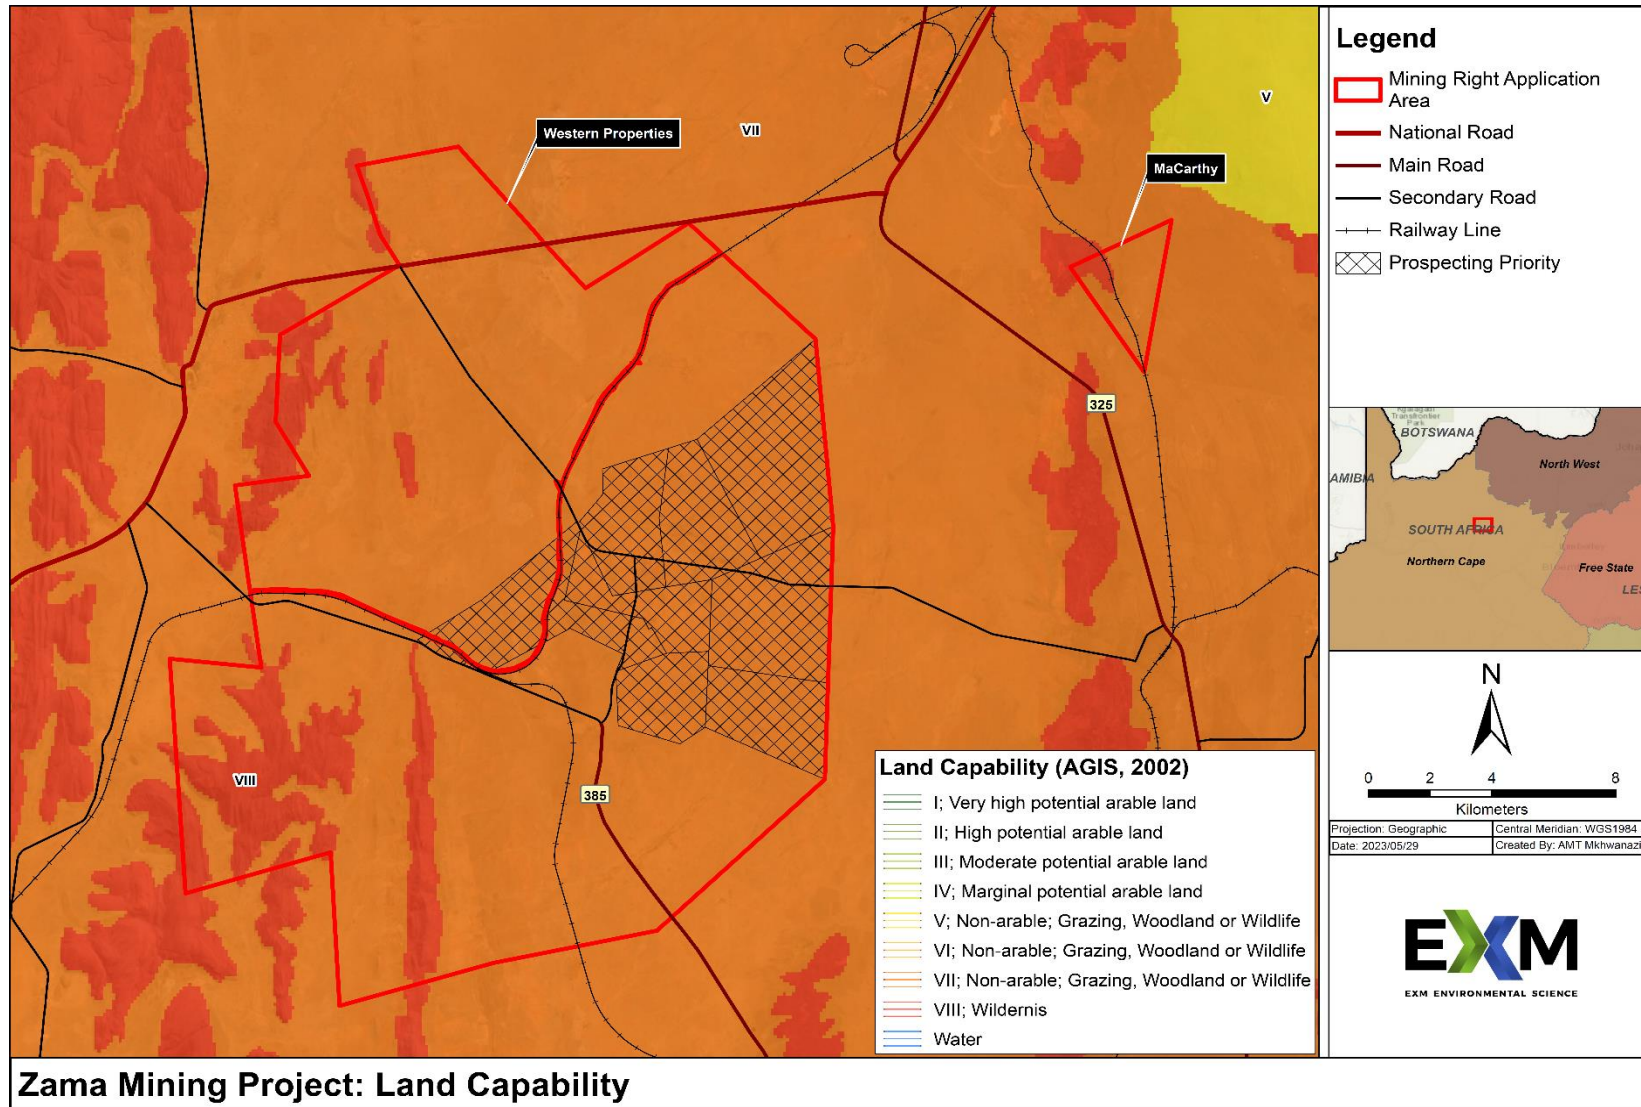 Western Properties
VII
V
MaCarthy
325
VIII
385
Land Capability (AGIS, 2002)
I; Very high potential arable land
II; High potential arable land
III; Moderate potential arable land
IV; Marginal potential arable land
V; Non-arable; Grazing, Woodland or Wildlife
VI; Non-arable; Grazing, Woodland or Wildlife
VII; Non-arable; Grazing, Woodland or Wildlife
VIII; Wildernis
Water
Legend
Mining Right Application
Area
National Road
Main Road
Secondary Road
Railway Line
Prospecting Priority
Transfrontier
Park
BOTSWANA
North West
AMIBIA
SOUTH AFRICA
Northern Cape
Free State
LES
N
0 2 4 8
Kilometers
Projection: Geographic Central Meridian: WGS1984
Date: 2023/05/29 Created By: AMT Mkhwanazi
EXM
EXM ENVIRONMENTAL SCIENCE
Zama Mining Project: Land Capability